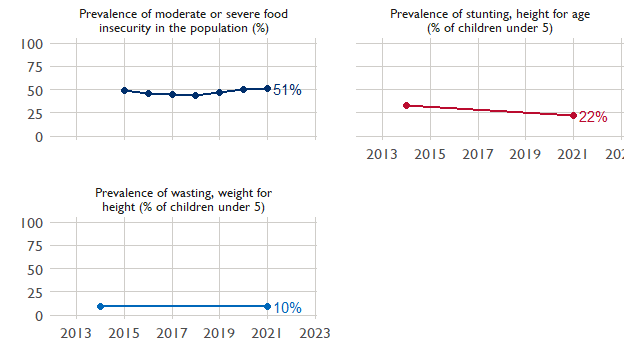 Prevalence of moderate or severe food
insecurity in the population (%)
100
75
50
25
0
51%
Prevalence of stunting, height for age
(% of children under 5)
22%
2013 2015 2017 2019 2021 202
Prevalence of wasting, weight for
height (% of children under 5)
100
75
50
25
0
10%
2013 2015 2017 2019 2021 2023